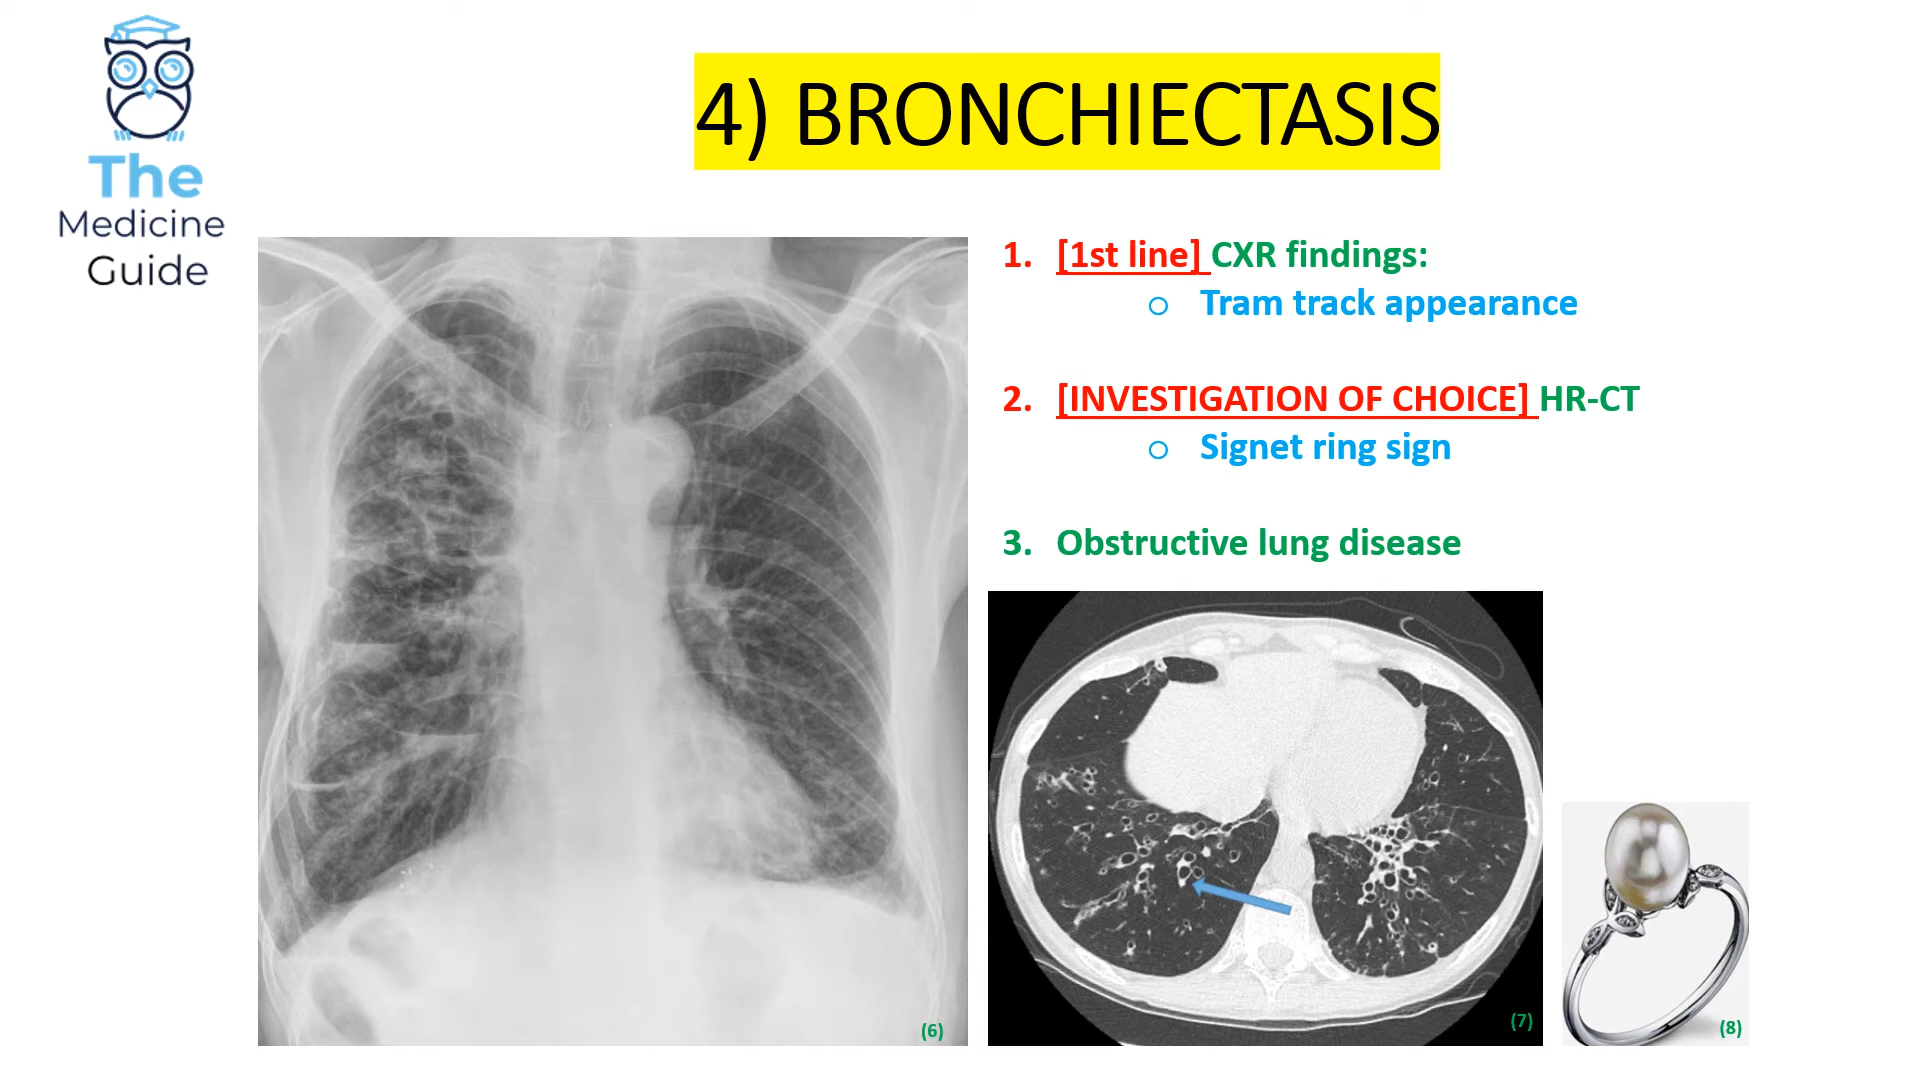 The
Medicine
Guide
4) BRONCHIECTASIS
1. [1st line] CXR findings:
o Tram track appearance
2. [INVESTIGATION OF CHOICE] HR-CT
o Signet ring sign
3. Obstructive lung disease
(6)
(7)
(8)